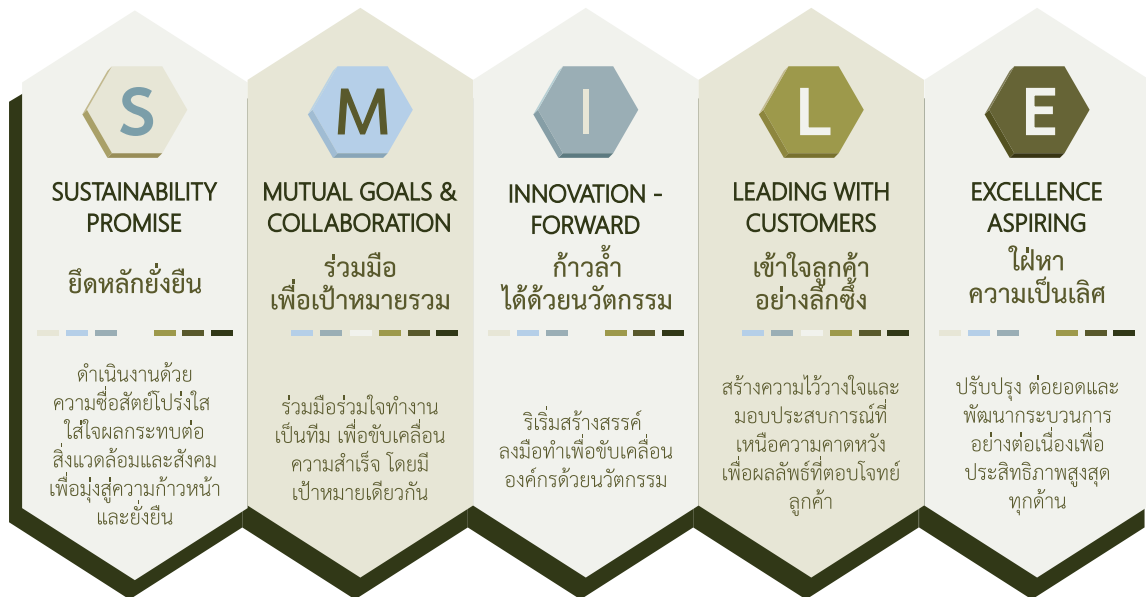 S
SUSTAINABILITY
PROMISE
ยึดหลักยั่งยืน
ดำเนินงานด้วย
ความซื่อสัตย์โปร่งใส
ใส่ใจผลกระทบต่อ
สิ่งแวดล้อมและสังคม
เพื่อมุ่งสู่ความก้าวหน้า
และยั่งยืน
M
MUTUAL GOALS &
COLLABORATION
ร่วมมือ
เพื่อเป้าหมายรวม
ร่วมมือร่วมใจทำงาน
เป็นทีม เพื่อขับเคลื่อน
ความสำเร็จ โดยมี
เป้าหมายเดียวกัน
I
INNOVATION -
FORWARD
ก้าวล้ำ
ได้ด้วยนวัตกรรม
ริเริ่มสร้างสรรค์
ลงมือทำเพื่อขับเคลื่อน
องค์กรด้วยนวัตกรรม
L
LEADING WITH
CUSTOMERS
เข้าใจลูกค้า
อย่างลึกซึ้ง
สร้างความไว้วางใจและ
มอบประสบการณ์ที่
เหนือความคาดหวัง
เพื่อผลลัพธ์ที่ตอบโจทย์
ลูกค้า
E
EXCELLENCE
ASPIRING
ใฝ่หา
ความเป็นเลิศ
ปรับปรุง ต่อยอดและ
พัฒนากระบวนการ
อย่างต่อเนื่องเพื่อ
ประสิทธิภาพสูงสุด
ทุกด้าน